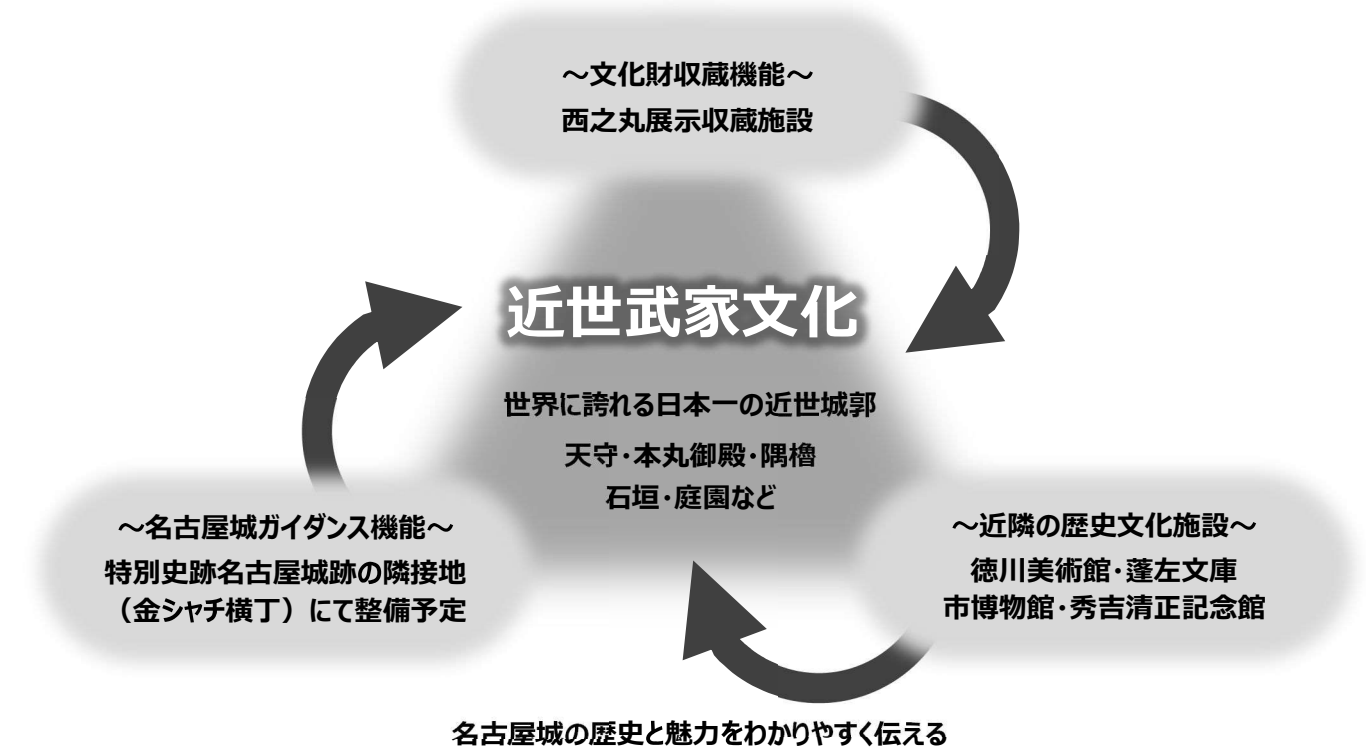 ～文化財収蔵機能～
西之丸展示収蔵施設
近世武家文化
世界に誇れる日本一の近世城郭
天守･本丸御殿･隅櫓
石垣･庭園など
～名古屋城ガイダンス機能～
特別史跡名古屋城跡の隣接地
（金シャチ横丁）にて整備予定
～近隣の歴史文化施設～
徳川美術館･蓬左文庫
市博物館･秀吉清正記念館
名古屋城の歴史と魅力をわかりやすく伝える